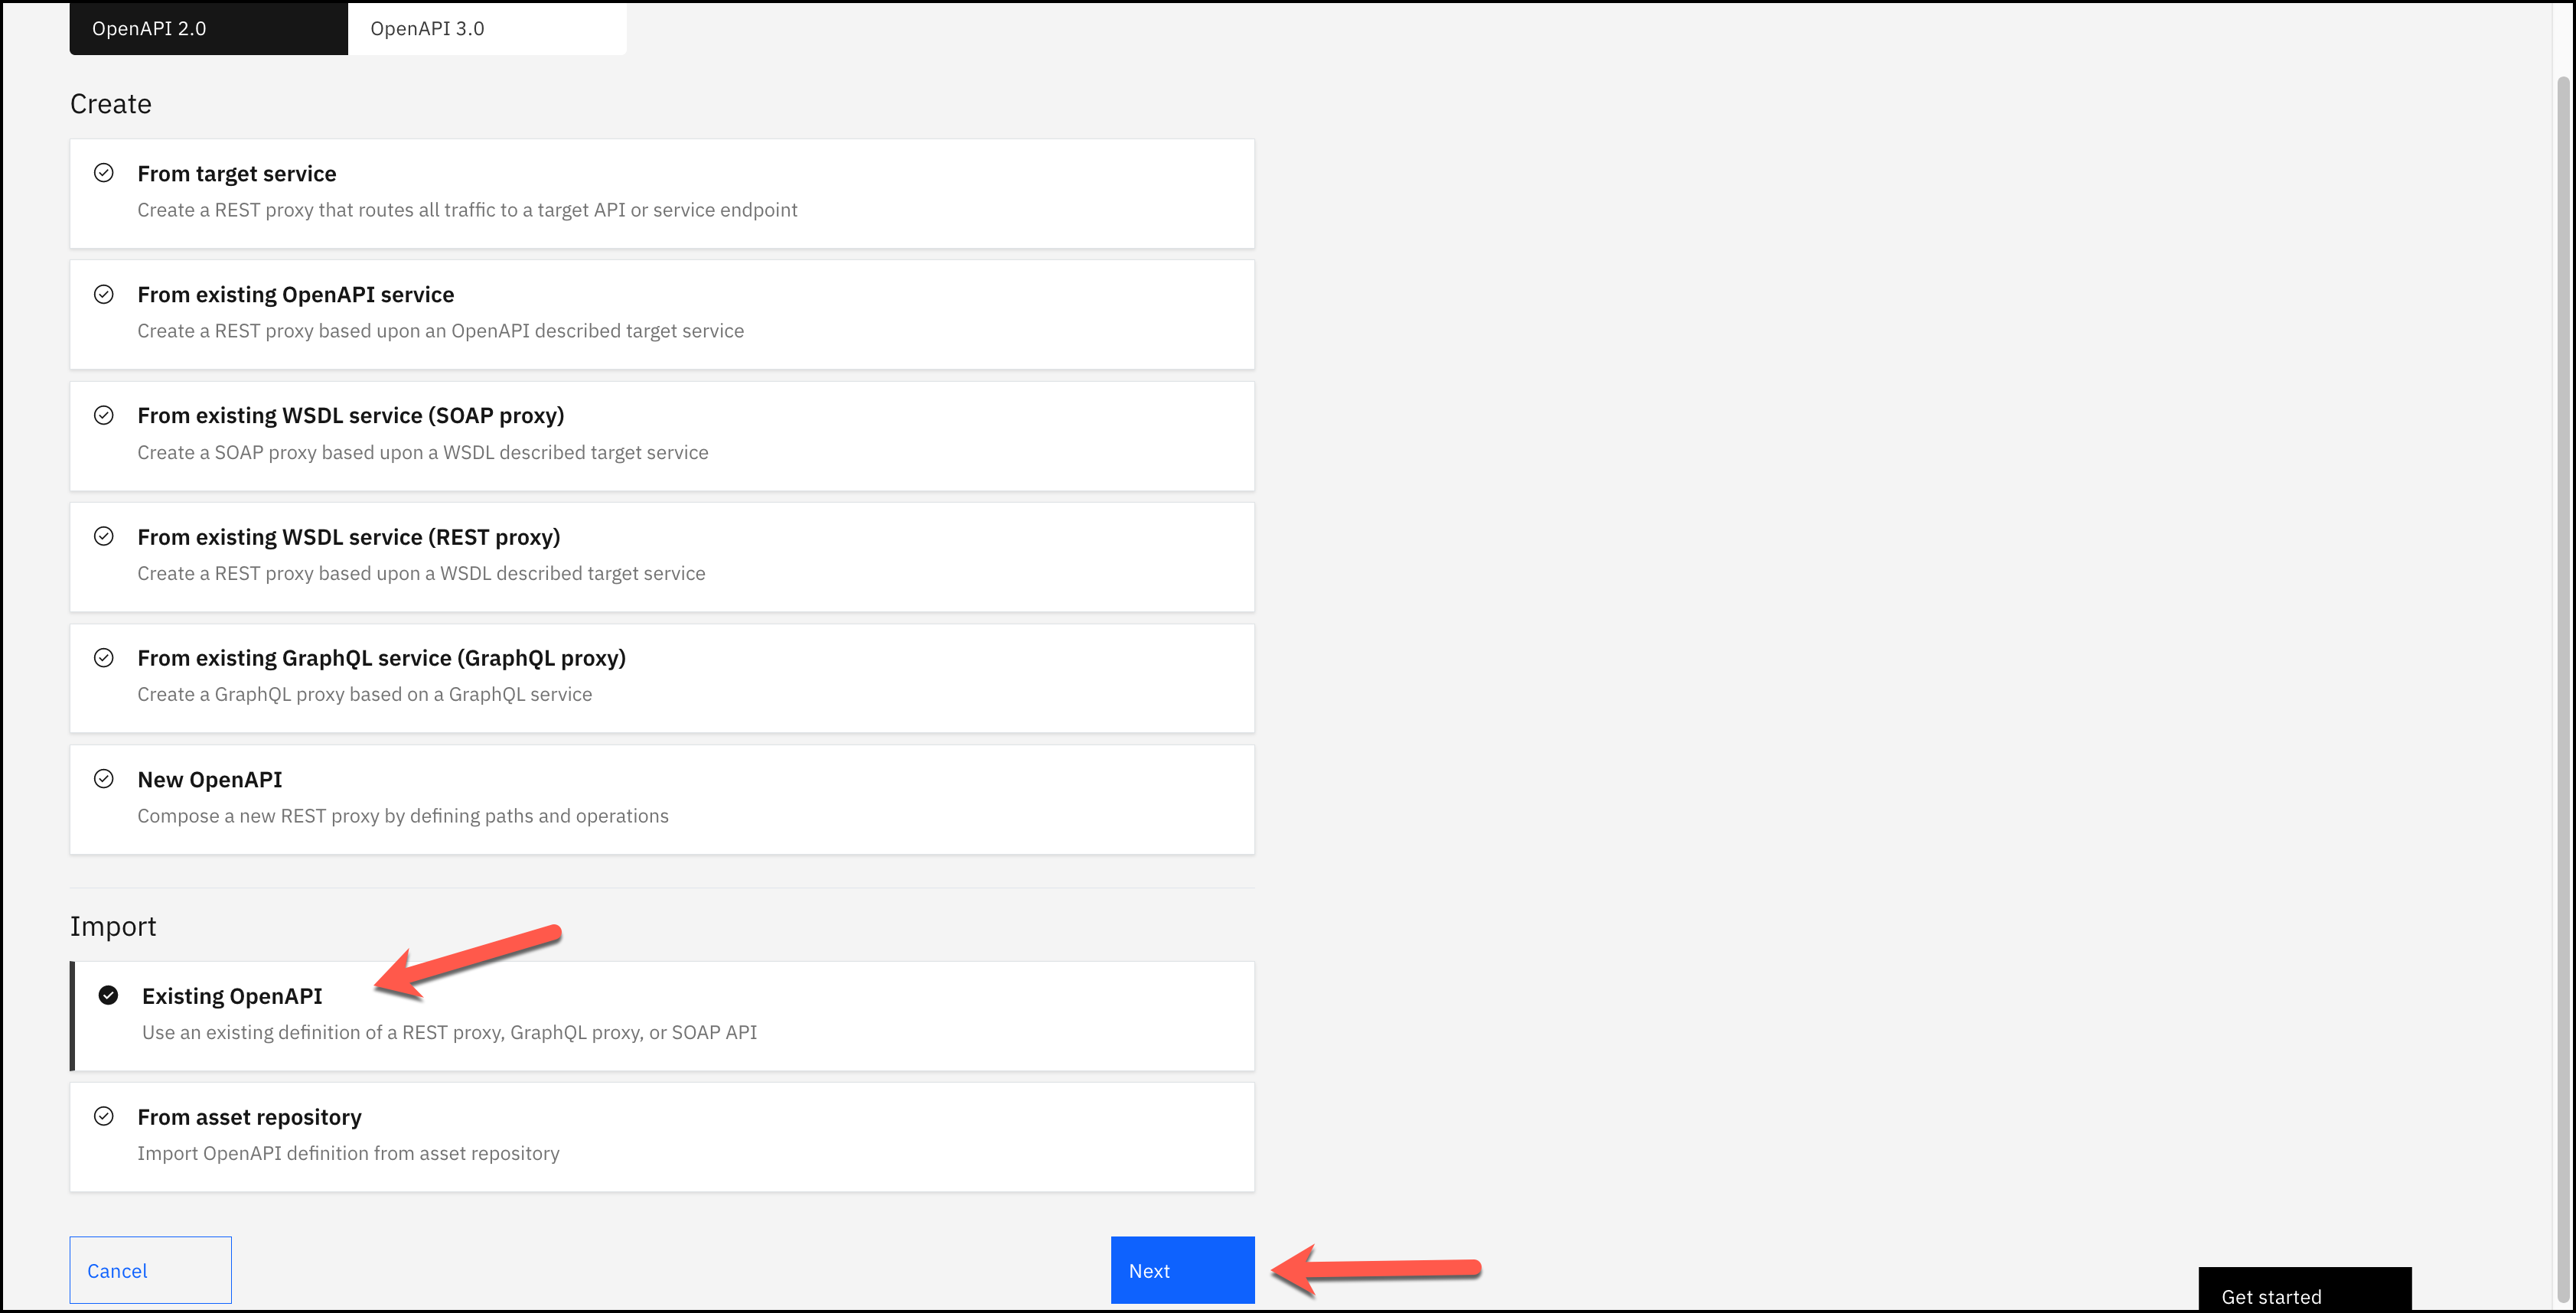 OpenAPI 2.0
OpenAPI 3.0
Create
From target service
Create a REST proxy that routes all traffic to a target API or service endpoint
From existing OpenAPI service
Create a REST proxy based upon an OpenAPI described target service
From existing WSDL service (SOAP proxy)
Create a SOAP proxy based upon a WSDL described target service
From existing WSDL service (REST proxy)
Create a REST proxy based upon a WSDL described target service
From existing GraphQL service (GraphQL proxy)
Create a GraphQL proxy based on a GraphQL service
New OpenAPI
Compose a new REST proxy by defining paths and operations
Import
Existing OpenAPI
Use an existing definition of a REST proxy, GraphQL proxy, or SOAP API
From asset repository
Import OpenAPI definition from asset repository
Cancel
Next
Get started